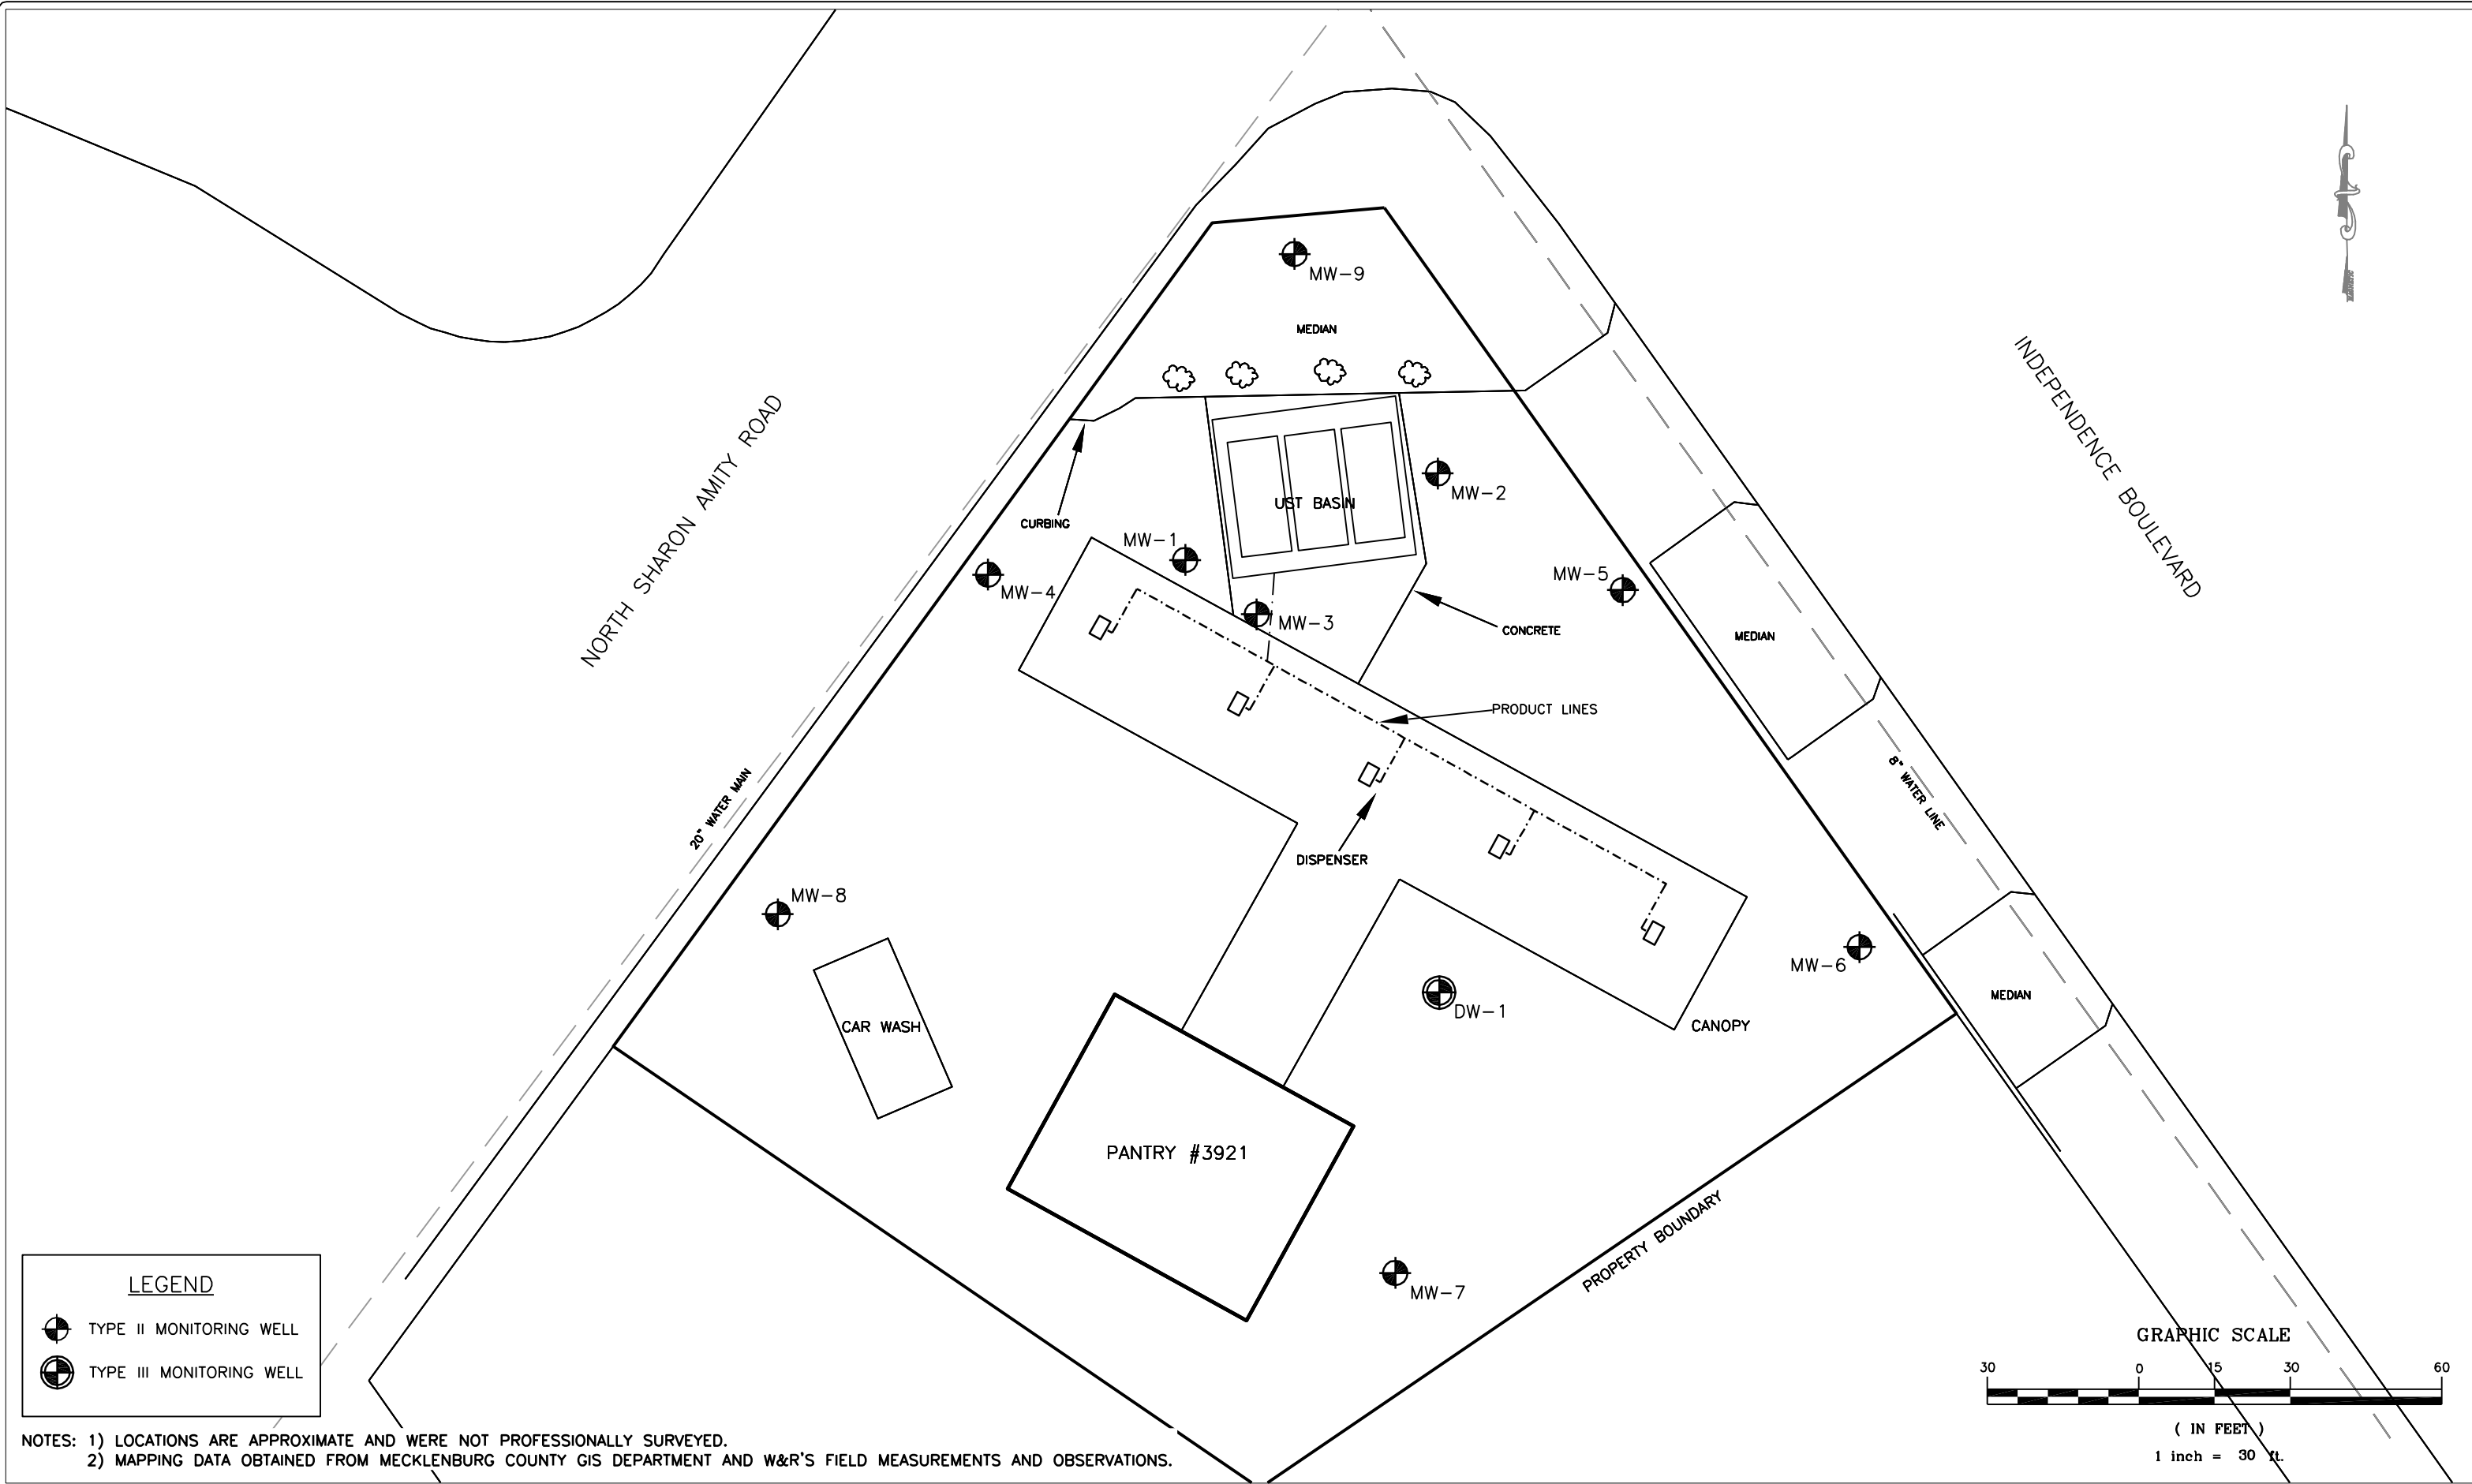 MW-9
MEDIAN
INDEPENDENCE BOULEVARD
NORTH SHARON AMITY ROAD
MW-2
UST BASIN
CURBING
MW-1
MW-4
MW-5
MW-3
CONCRETE
MEDIAN
PRODUCT LINES
20" WATER MAIN
8" WATER LINE
DISPENSER
MW-8
MW-6
MEDIAN
DW-1
CANOPY
CAR WASH
PANTRY #3921
PROPERTY BOUNDARY
MW-7
LEGEND
TYPE II MONITORING WELL
TYPE III MONITORING WELL
GRAPHIC SCALE
30 0 15 30 60
( IN FEET )
1 inch = 30 ft.
NOTES: 1) LOCATIONS ARE APPROXIMATE AND WERE NOT PROFESSIONALLY SURVEYED.
2) MAPPING DATA OBTAINED FROM MECKLENBURG COUNTY GIS DEPARTMENT AND W&R'S FIELD MEASUREMENTS AND OBSERVATIONS.